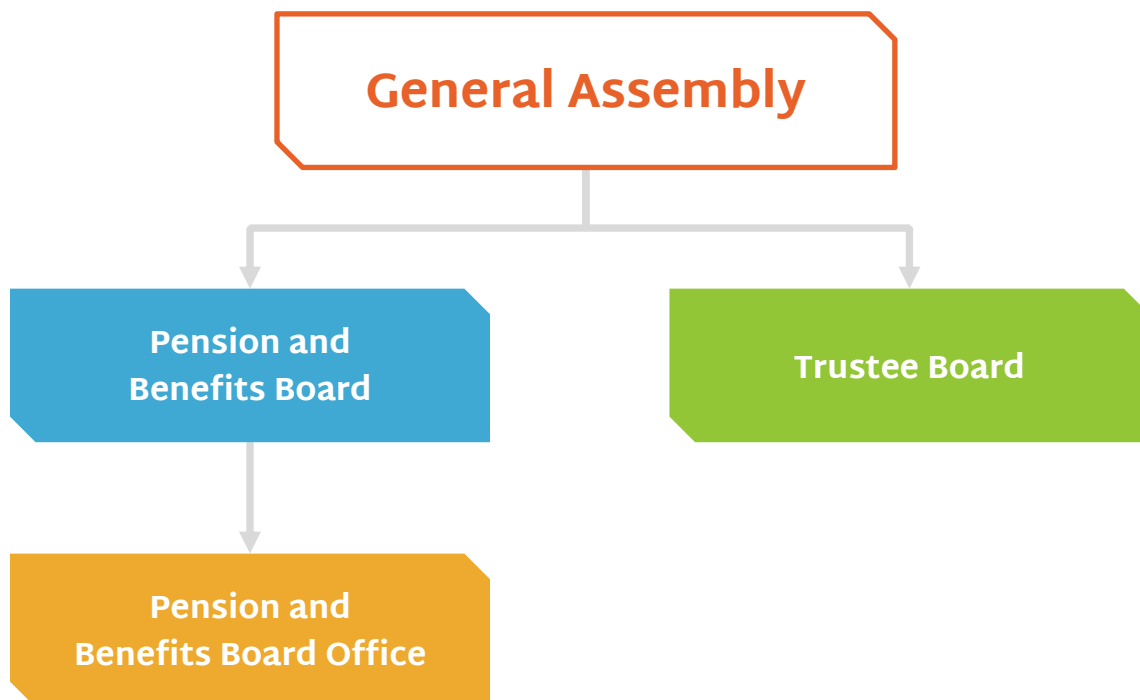 General Assembly
Pension and
Benefits Board
Trustee Board
Pension and
Benefits Board Office